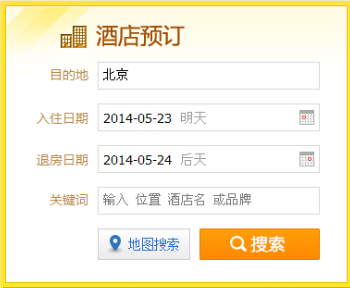 酒店预订
目的地 北京
入住日期 2014-05-23 明天
退房日期 2014-05-24 后天
关键词 输入 位置 酒店名 或品牌
地图搜索 搜索